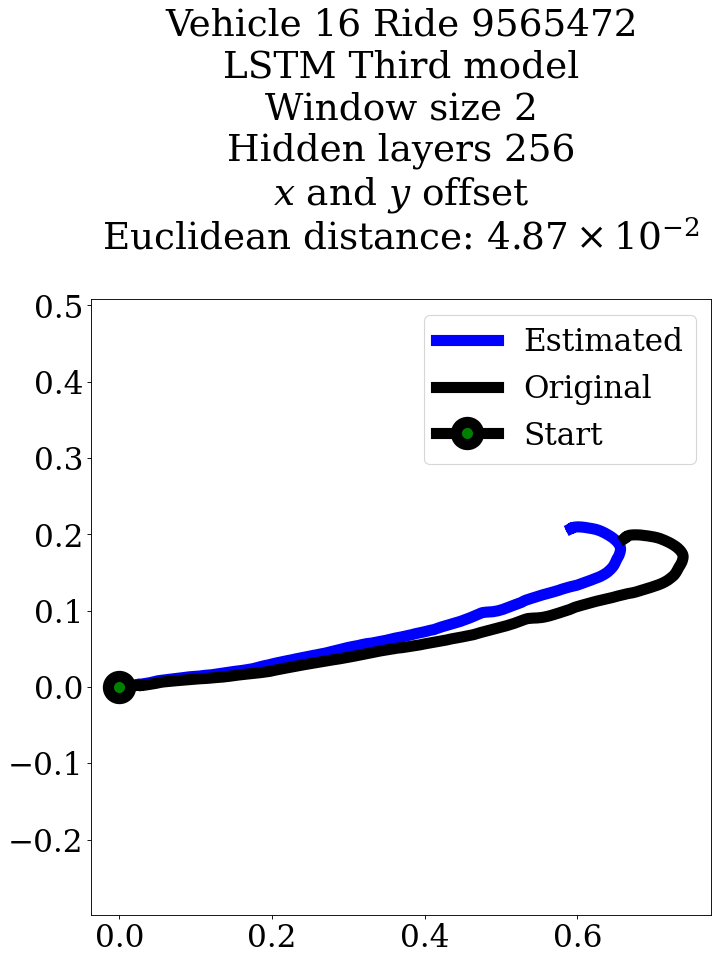 Vehicle 16 Ride 9565472
LSTM Third model
Window size 2
Hidden layers 256
x and y offset
Euclidean distance: 4.87 × 10⁻²
Estimated
Original
Start
0.5
0.4
0.3
0.2
0.1
0.0
−0.1
−0.2
0.0 0.2 0.4 0.6